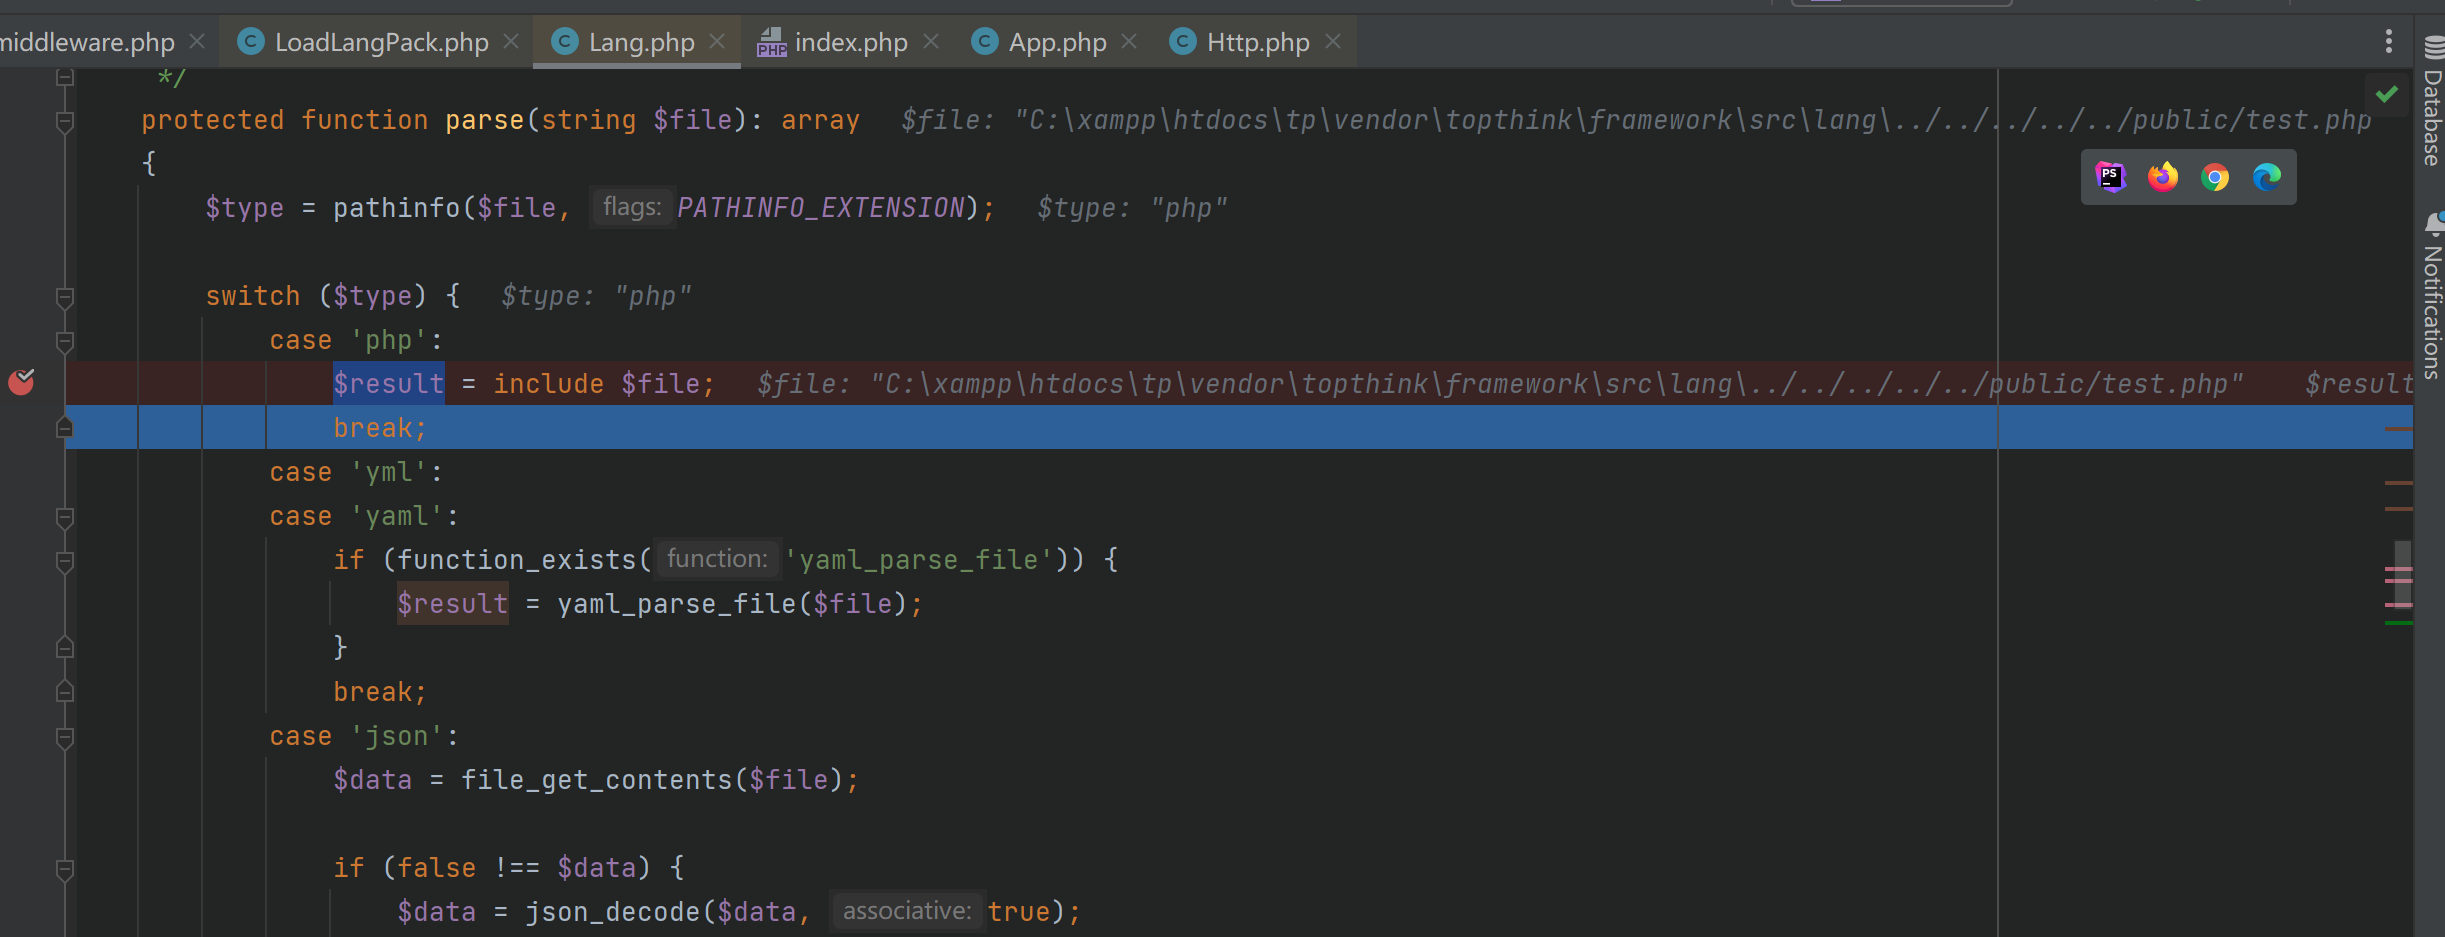 middleware.php LoadLangPack.php Lang.php index.php App.php Http.php
*/
protected function parse(string $file): array $file: "C:\xampp\htdocs\tp\vendor\topthink\framework\src\lang\../../../../../public/test.php
{
$type = pathinfo($file, flags: PATHINFO_EXTENSION); $type: "php"
switch ($type) { $type: "php"
case 'php':
$result = include $file; $file: "C:\xampp\htdocs\tp\vendor\topthink\framework\src\lang\../../../../../public/test.php" $result
break;
case 'yml':
case 'yaml':
if (function_exists( function: 'yaml_parse_file')) {
$result = yaml_parse_file($file);
}
break;
case 'json':
$data = file_get_contents($file);
if (false !== $data) {
$data = json_decode($data, associative: true);
Database
Notifications